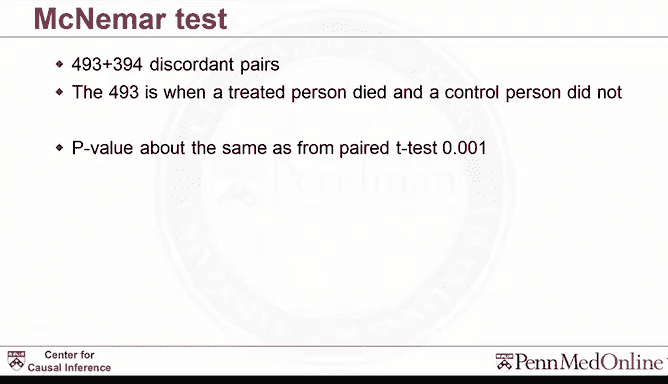 McNemar test
493+394 discordant pairs
The 493 is when a treated person died and a control person did not
P-value about the same as from paired t-test 0.001
Center for
Causal Inference
PennMedOnline